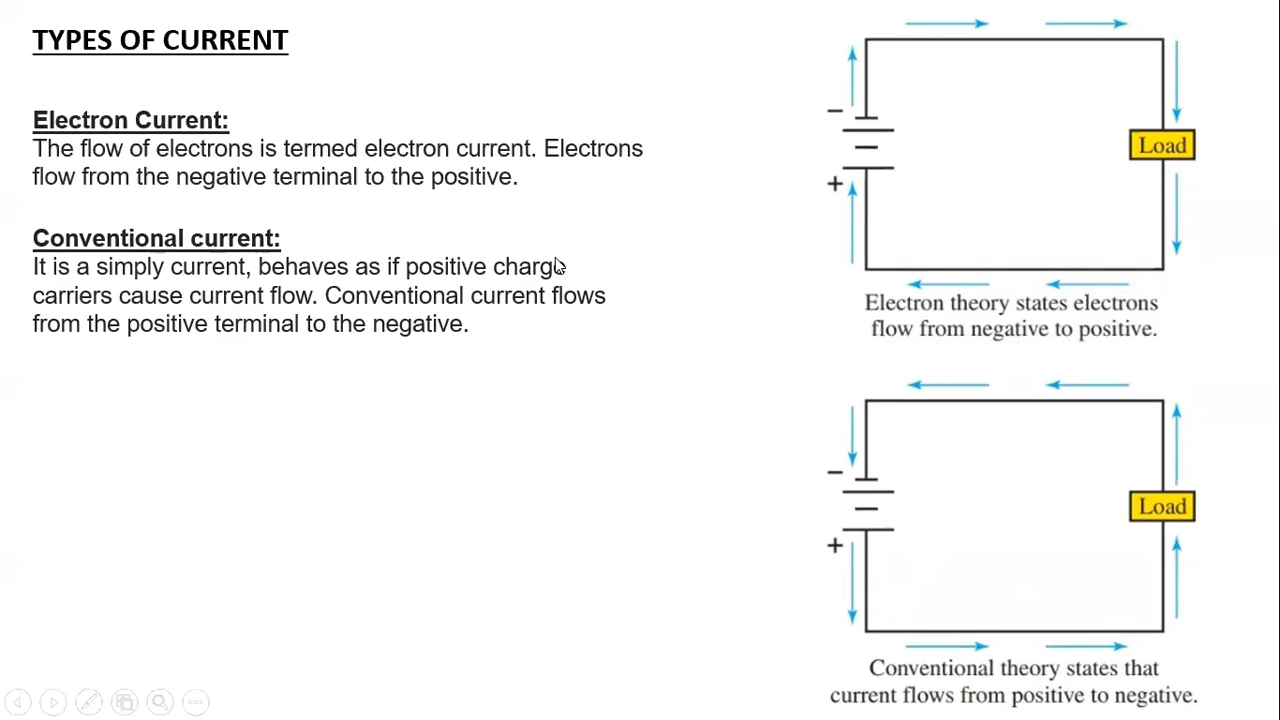 TYPES OF CURRENT
Electron Current:
The flow of electrons is termed electron current. Electrons
flow from the negative terminal to the positive.
Conventional current:
It is a simply current, behaves as if positive charge
carriers cause current flow. Conventional current flows
from the positive terminal to the negative.
−
+
Load
Electron theory states electrons
flow from negative to positive.
−
+
Load
Conventional theory states that
current flows from positive to negative.